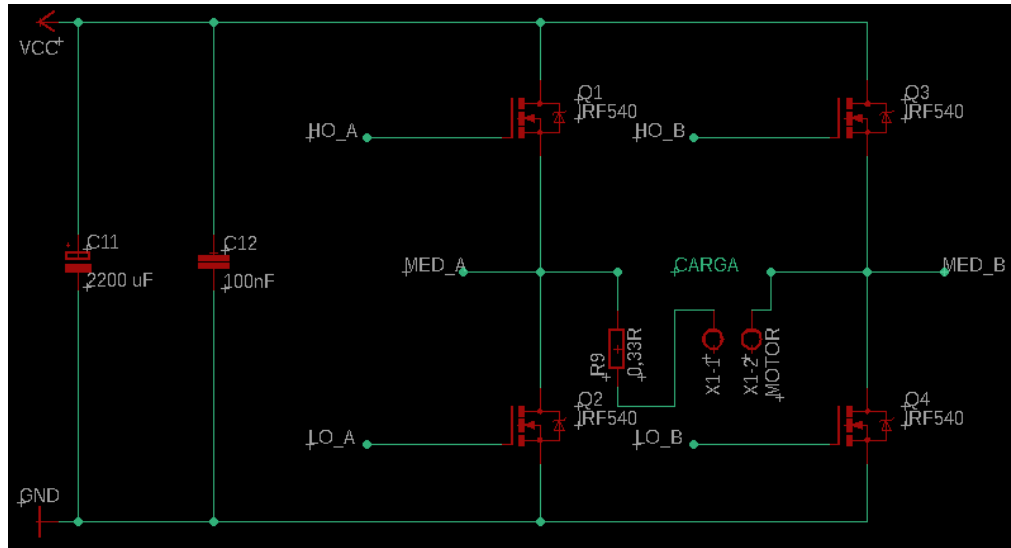 VCC
Q1
IRF540
Q3
IRF540
HO_A
HO_B
C11
2200 uF
C12
100nF
MED_A
CARGA
MED_B
R9
0,33R
X1-1
X1-2
MOTOR
Q2
IRF540
Q4
IRF540
LO_A
LO_B
GND